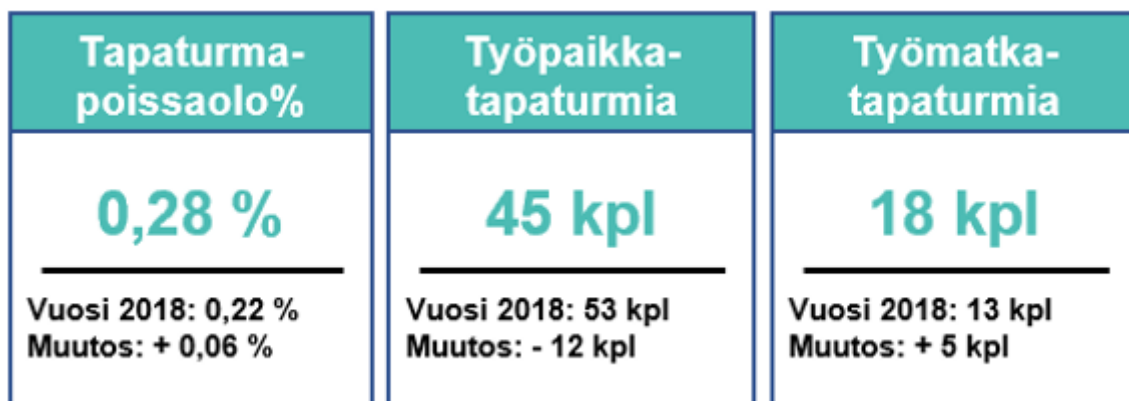 Tapaturma-
poissaolo%
0,28 %
Vuosi 2018: 0,22 %
Muutos: + 0,06 %
Työpaikka-
tapaturmia
45 kpl
Vuosi 2018: 53 kpl
Muutos: - 12 kpl
Työmatka-
tapaturmia
18 kpl
Vuosi 2018: 13 kpl
Muutos: + 5 kpl